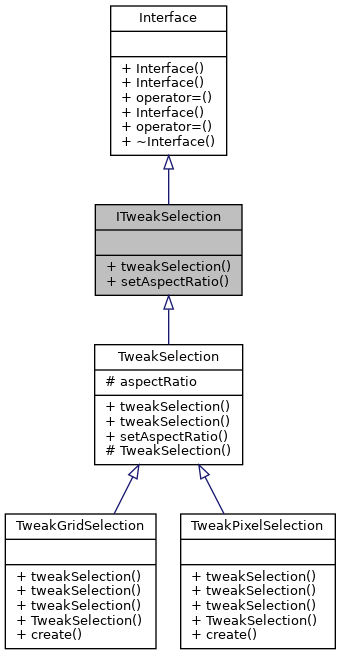 Interface
+ Interface()
+ Interface()
+ operator=()
+ Interface()
+ operator=()
+ ~Interface()
ITweakSelection
+ tweakSelection()
+ setAspectRatio()
TweakSelection
# aspectRatio
+ tweakSelection()
+ tweakSelection()
+ setAspectRatio()
# TweakSelection()
TweakGridSelection
+ tweakSelection()
+ tweakSelection()
+ tweakSelection()
+ TweakSelection()
+ create()
TweakPixelSelection
+ tweakSelection()
+ tweakSelection()
+ tweakSelection()
+ TweakSelection()
+ create()